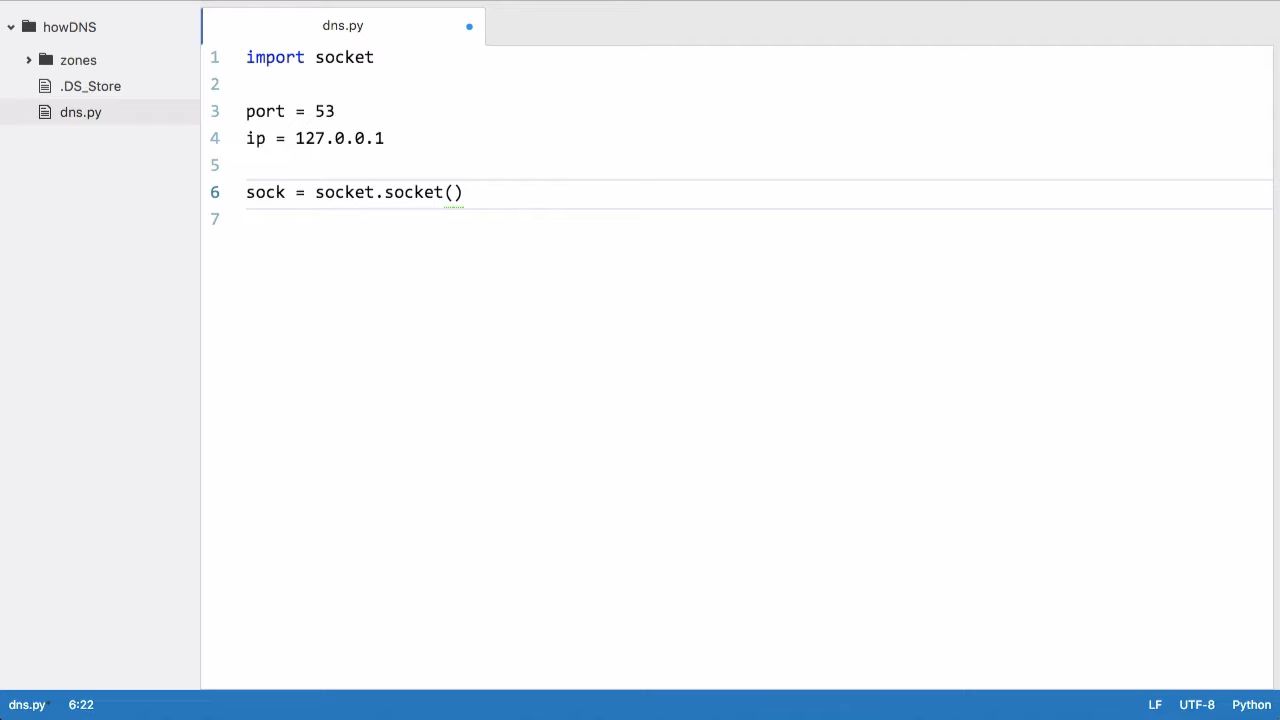 howDNS
zones
.DS_Store
dns.py
dns.py
1 import socket
2
3 port = 53
4 ip = 127.0.0.1
5
6 sock = socket.socket()
7
dns.py* 6:22 LF UTF-8 Python